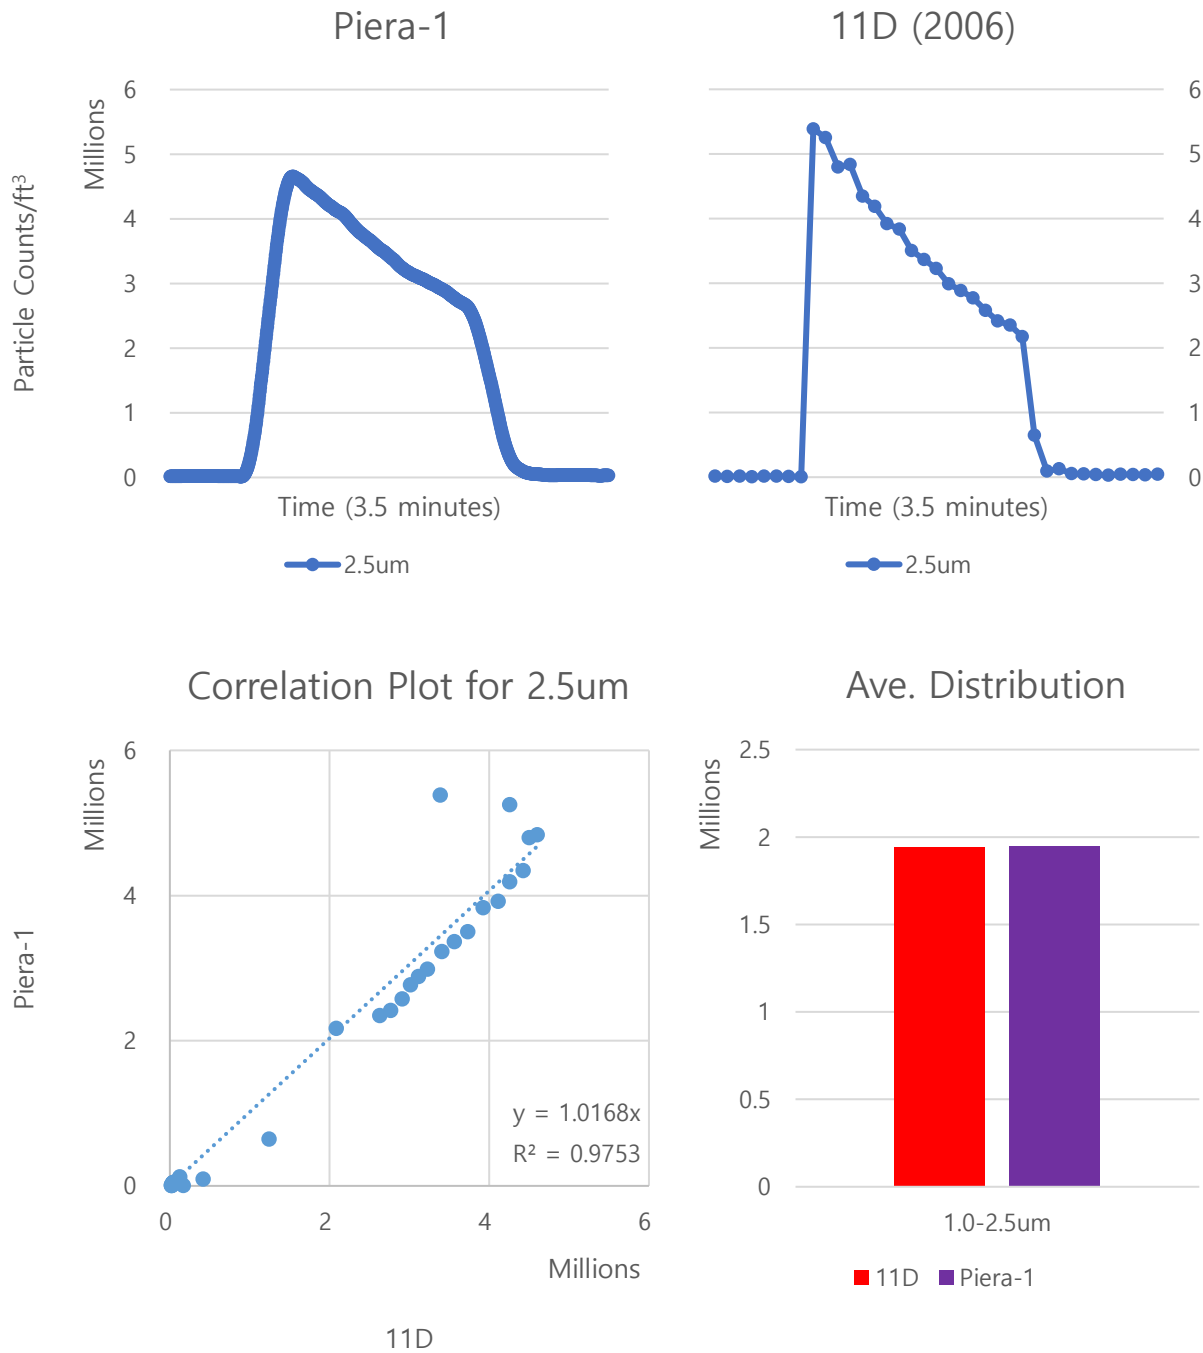 Piera-1
11D (2006)
Particle Counts/ft³
Millions
6
5
4
3
2
1
0
Time (3.5 minutes)
2.5um
6
5
4
3
2
1
0
Time (3.5 minutes)
2.5um
Correlation Plot for 2.5um
Piera-1
Millions
6
4
2
0
y = 1.0168x
R² = 0.9753
0 2 4 6
Millions
11D
Ave. Distribution
Millions
2.5
2
1.5
1
0.5
0
1.0-2.5um
11D Piera-1